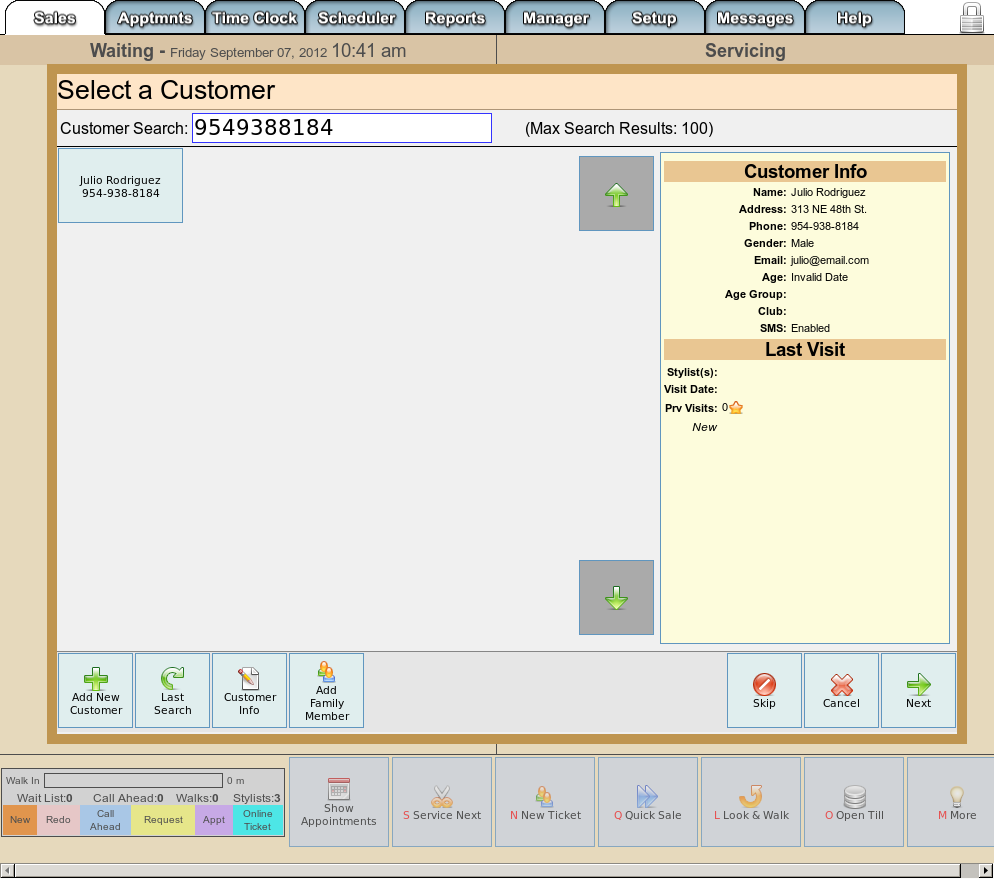 Sales
Apptmnts
Time Clock
Scheduler
Reports
Manager
Setup
Messages
Help
Waiting - Friday September 07, 2012 10:41 am
Servicing
Select a Customer
Customer Search: 9549388184 (Max Search Results: 100)
Julio Rodriguez
954-938-8184
Customer Info
Name: Julio Rodriguez
Address: 313 NE 48th St.
Phone: 954-938-8184
Gender: Male
Email: julio@email.com
Age: Invalid Date
Age Group:
Club:
SMS: Enabled
Last Visit
Stylist(s):
Visit Date:
Prv Visits: 0
New
Add New
Customer
Last
Search
Customer
Info
Add
Family
Member
Skip
Cancel
Next
Walk In 0 m
Wait List:0 Call Ahead:0 Walks:0 Stylists:3
New
Redo
Call
Ahead
Request
Appt
Online
Ticket
Show
Appointments
S Service Next
N New Ticket
Q Quick Sale
L Look & Walk
O Open Till
M More